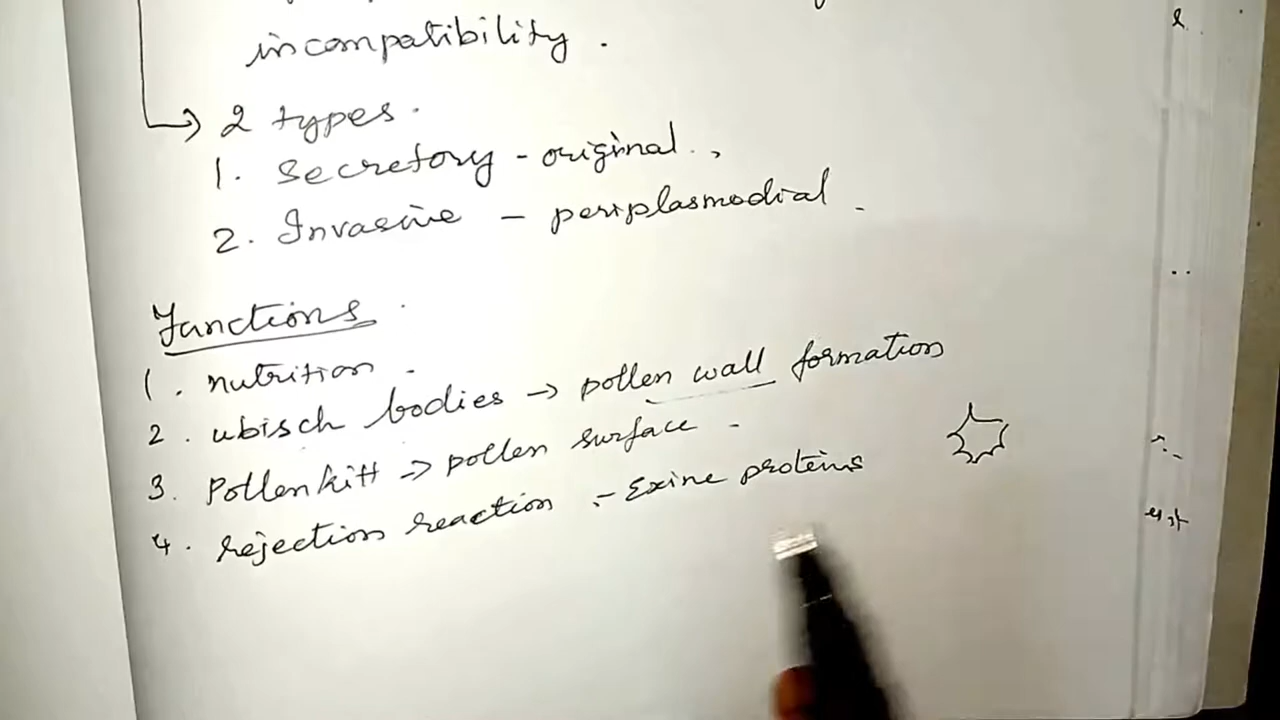 incompatibility.
→ 2 types.
1. Secretory - original.,
2. Invasive - periplasmodial.
Functions.
1. nutrition.
2. ubisch bodies → pollen wall formation
3. Pollenkitt → pollen surface.
4. rejection reaction :- Exine proteins